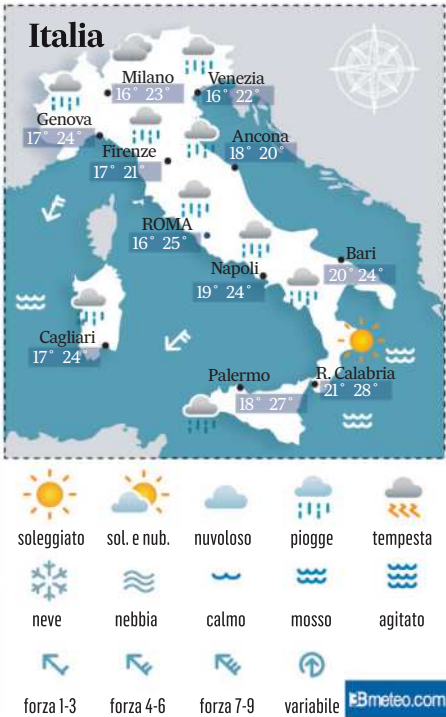 Italia
Milano
16° 23°
Venezia
16° 22°
Genova
17° 24°
Firenze
17° 21°
Ancona
18° 20°
ROMA
16° 25°
Napoli
19° 24°
Bari
20° 24°
Cagliari
17° 24°
Palermo
18° 27°
R. Calabria
21° 28°
soleggiato sol. e nub. nuvoloso piogge tempesta
neve nebbia calmo mosso agitato
forza 1-3 forza 4-6 forza 7-9 variabile
3Bmeteo.com